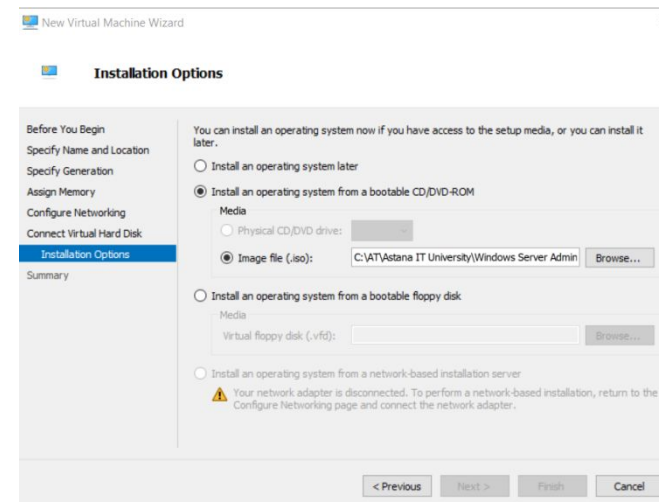 New Virtual Machine Wizard
Installation Options
Before You Begin
Specify Name and Location
Specify Generation
Assign Memory
Configure Networking
Connect Virtual Hard Disk
Installation Options
Summary
You can install an operating system now if you have access to the setup media, or you can install it
later.
Install an operating system later
Install an operating system from a bootable CD/DVD-ROM
Media
Physical CD/DVD drive:
Image file (.iso):
C:\AT\Astana IT University\Windows Server Admin
Browse...
Install an operating system from a bootable floppy disk
Media
Virtual floppy disk (.vfd):
Browse...
Install an operating system from a network-based installation server
Your network adapter is disconnected. To perform a network-based installation, return to the
Configure Networking page and connect the network adapter.
< Previous
Next >
Finish
Cancel